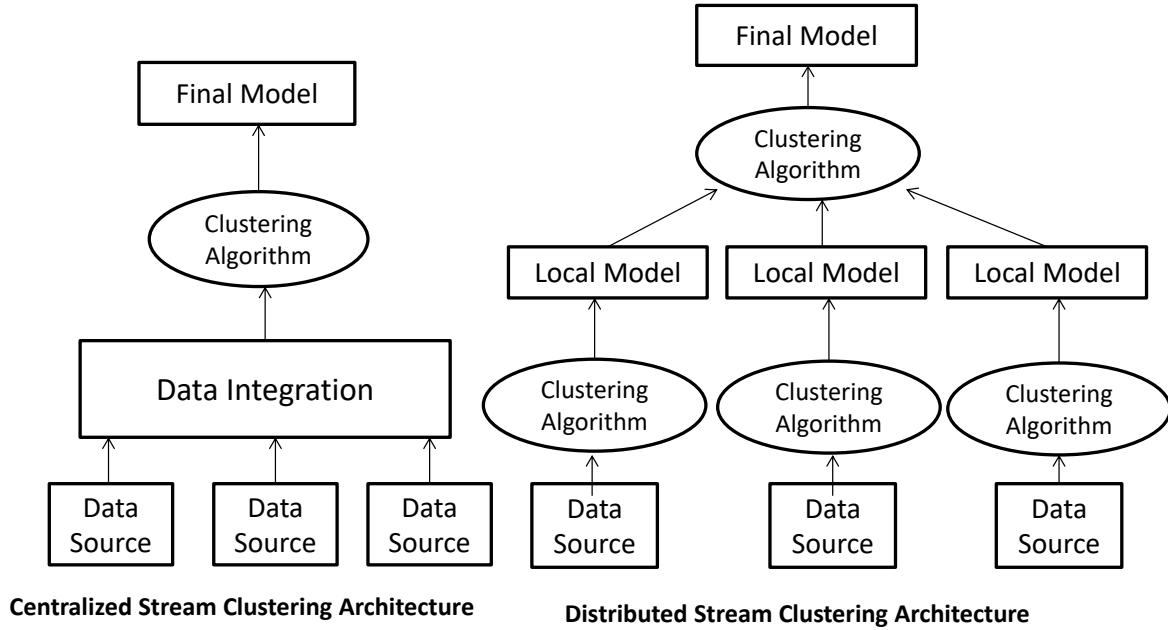 Final Model
Clustering
Algorithm
Data Integration
Data
Source
Data
Source
Data
Source
Centralized Stream Clustering Architecture
Final Model
Clustering
Algorithm
Local Model
Local Model
Local Model
Clustering
Algorithm
Clustering
Algorithm
Clustering
Algorithm
Data
Source
Data
Source
Data
Source
Distributed Stream Clustering Architecture